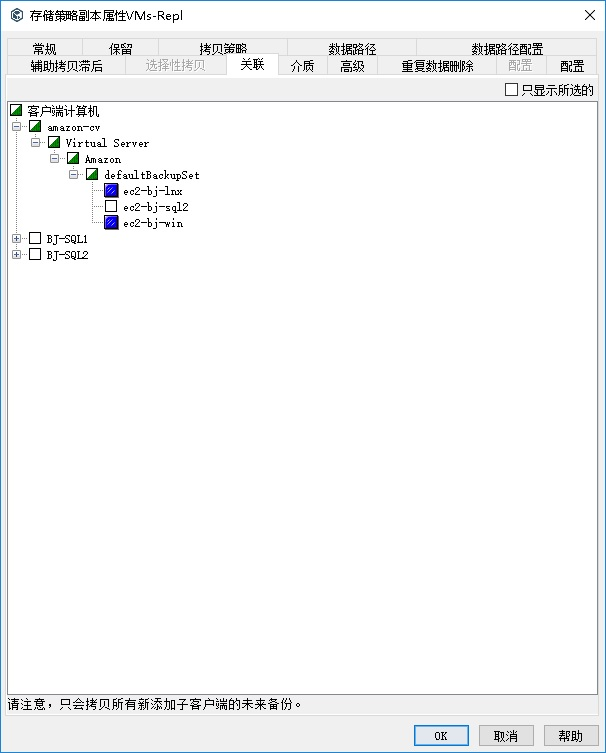 存储策略副本属性VMs-Repl
常规 保留 拷贝策略 数据路径 数据路径配置
辅助拷贝滞后 选择性拷贝 关联 介质 高级 重复数据删除 配置 配置
只显示所选的
客户端计算机
amazon-cv
Virtual Server
Amazon
defaultBackupSet
ec2-bj-lnx
ec2-bj-sql2
ec2-bj-win
BJ-SQL1
BJ-SQL2
请注意，只会拷贝所有新添加子客户端的未来备份。
OK 取消 帮助